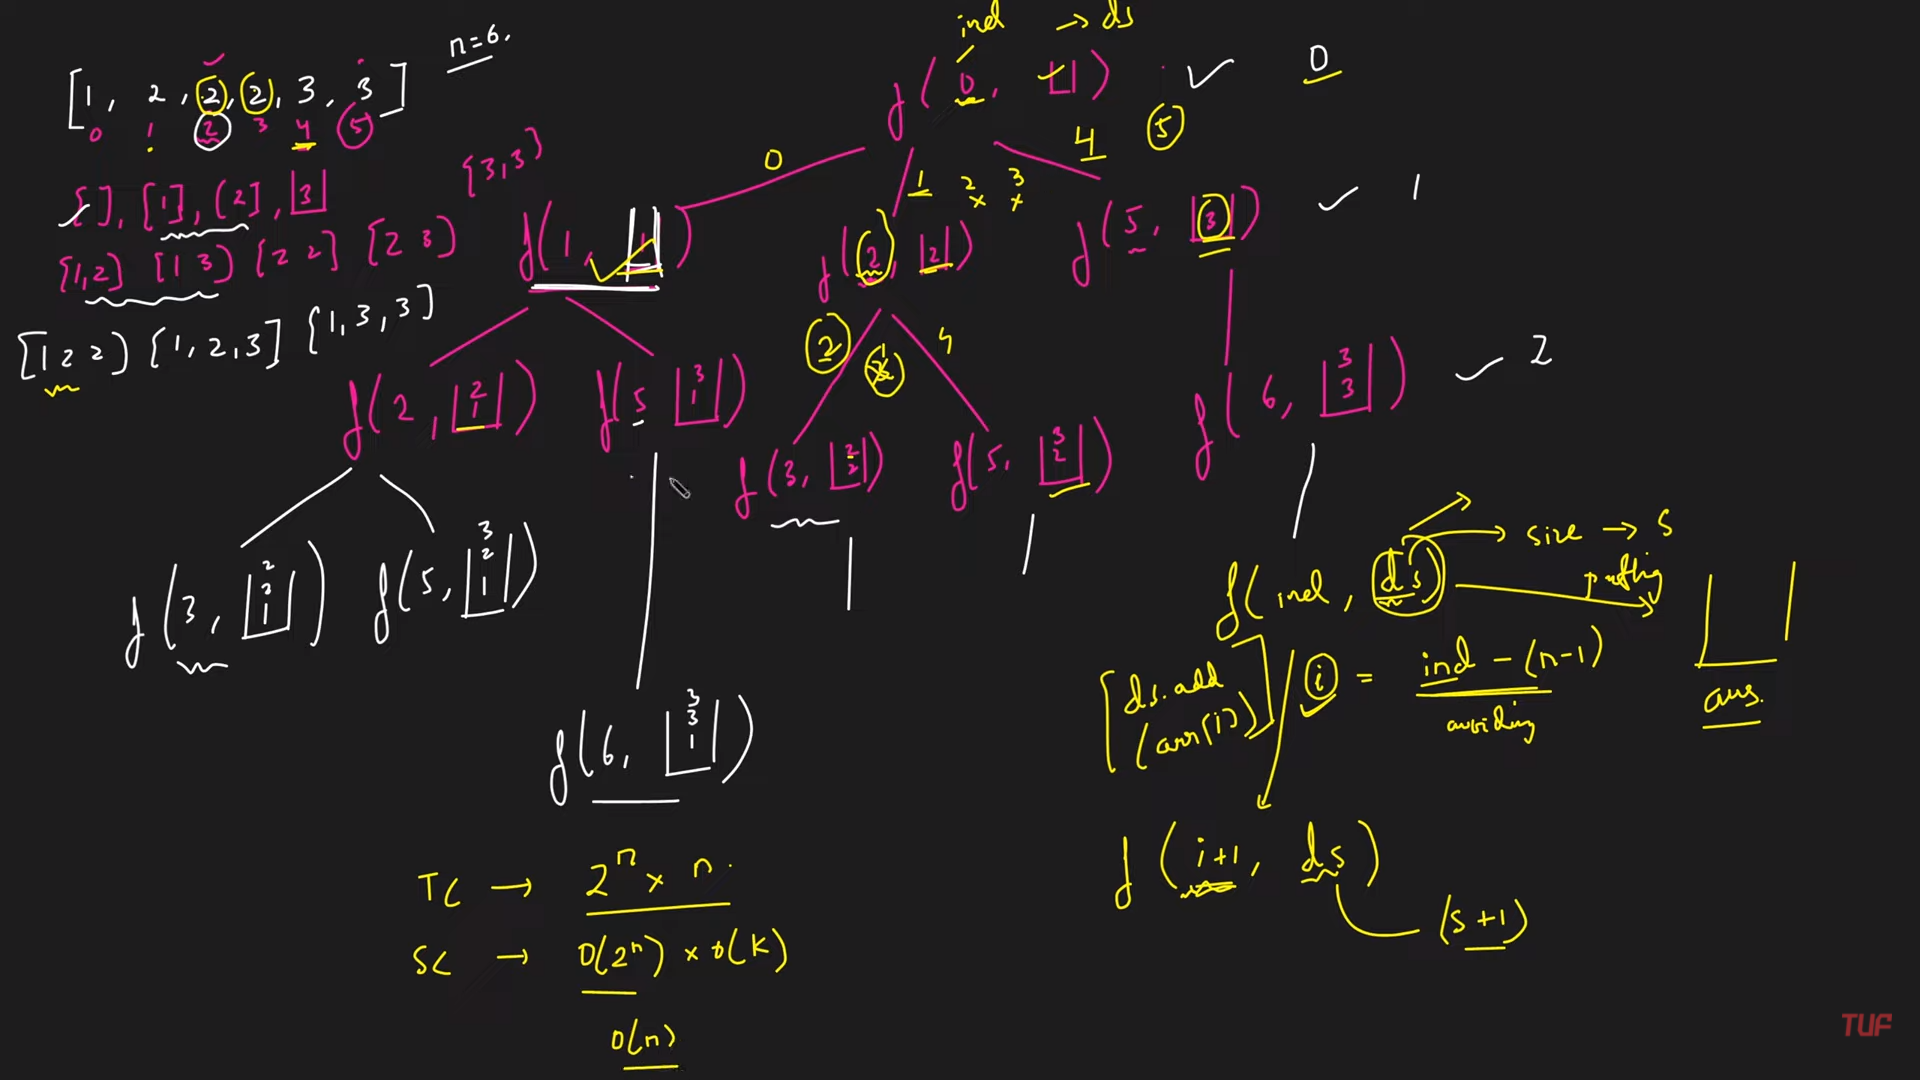 ind → ds
n=6.
[1, 2, 2, 2, 3, 3]
0 1 2 3 4 5
f(0, [ ])
0
[ ], [1], [2], [3]
[3,3]
0
1 2 3
x x
4 5
[1,2] [1 3] [2 2] [2 3]
f(1, [1])
f(2, [2])
f(5, [3])
1
[1 2 2] [1,2,3] [1,3,3]
2
4
f(2, [2 1])
f(5 [3 1])
f(3, [2 2])
f(5, [3 2])
f(6, [3 3])
2
f(3, [2 2 1])
f(5, [3 2 1])
f(6, [3 3 1])
f(ind, ds)
size → s
putting
ds.add
(arr[i])
i = ind - (n-1)
avoiding
ans.
f(i+1, ds)
(s+1)
TC → 2ⁿ x n.
SC → O(2ⁿ) x O(k)
O(n)
TUF